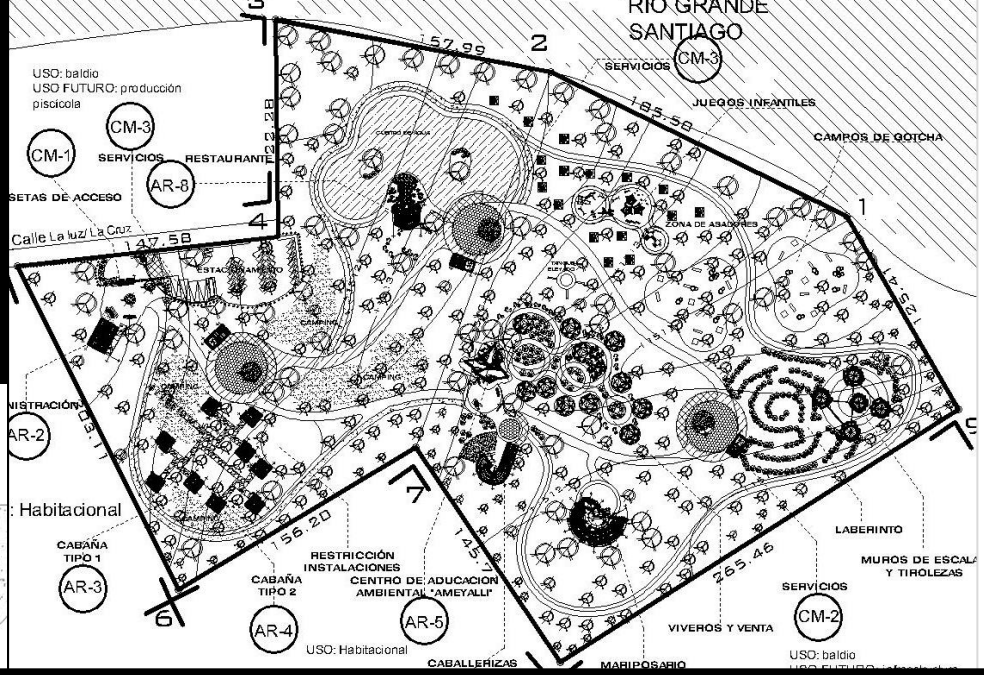 3
RIO GRANDE
SANTIAGO
157.99
2
SERVICIOS
CM-3
USO: baldio
USO FUTURO: producción
piscicola
JUEGOS INFANTILES
185.58
CM-3
CAMPOS DE GOTCHA
CM-1
SERVICIOS
RESTAURANTE
AR-8
SETAS DE ACCESO
1
4
Calle La luz/ La Cruz
147.58
ZONA DE ASADORES
ESTACIONAMIENTO
CAMPING
CAMPING
CAMPING
NISTRACIÓN
AR-2
9
7
: Habitacional
156.20
LABERINTO
CABAÑA
TIPO 1
RESTRICCIÓN
INSTALACIONES
265.46
MUROS DE ESCALA
Y TIROLEZAS
AR-3
CABAÑA
TIPO 2
CENTRO DE ADUCACION
AMBIENTAL "AMEYALLI"
SERVICIOS
CM-2
6
AR-4
AR-5
VIVEROS Y VENTA
USO: Habitacional
USO: baldio
CABALLERIZAS
MARIPOSARIO